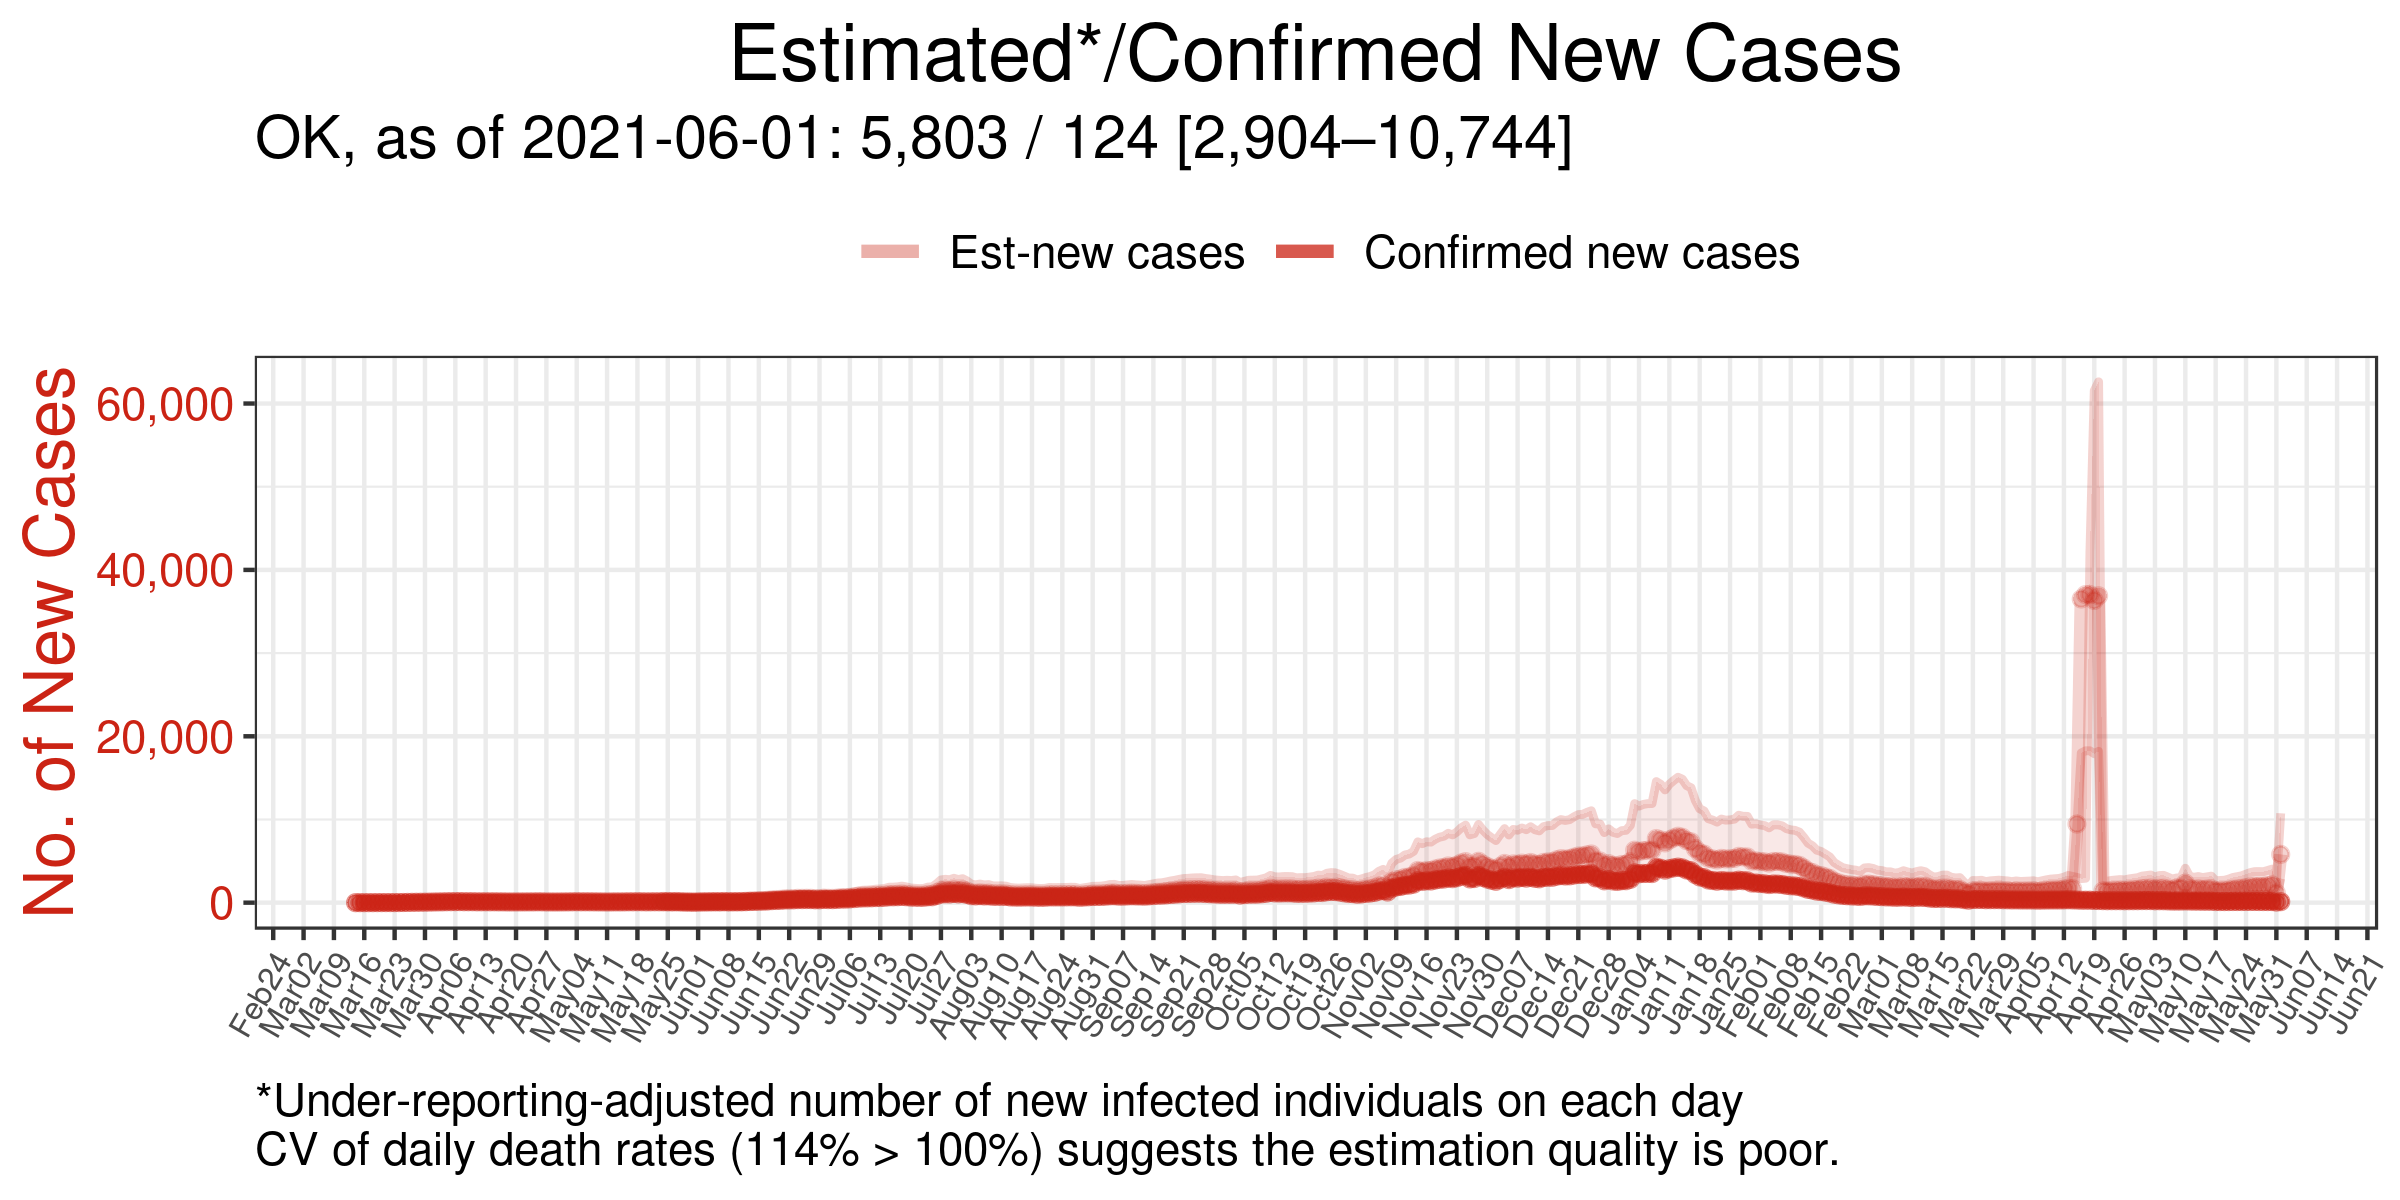 Estimated*/Confirmed New Cases
OK, as of 2021-06-01: 5,803 / 124 [2,904–10,744]
Est-new cases
Confirmed new cases
No. of New Cases
60,000
40,000
20,000
0
Feb24
Mar02
Mar09
Mar16
Mar23
Mar30
Apr06
Apr13
Apr20
Apr27
May04
May11
May18
May25
Jun01
Jun08
Jun15
Jun22
Jun29
Jul06
Jul13
Jul20
Jul27
Aug03
Aug10
Aug17
Aug24
Aug31
Sep07
Sep14
Sep21
Sep28
Oct05
Oct12
Oct19
Oct26
Nov02
Nov09
Nov16
Nov23
Nov30
Dec07
Dec14
Dec21
Dec28
Jan04
Jan11
Jan18
Jan25
Feb01
Feb08
Feb15
Feb22
Mar01
Mar08
Mar15
Mar22
Mar29
Apr05
Apr12
Apr19
Apr26
May03
May10
May17
May24
May31
Jun07
Jun14
Jun21
*Under-reporting-adjusted number of new infected individuals on each day
CV of daily death rates (114% > 100%) suggests the estimation quality is poor.